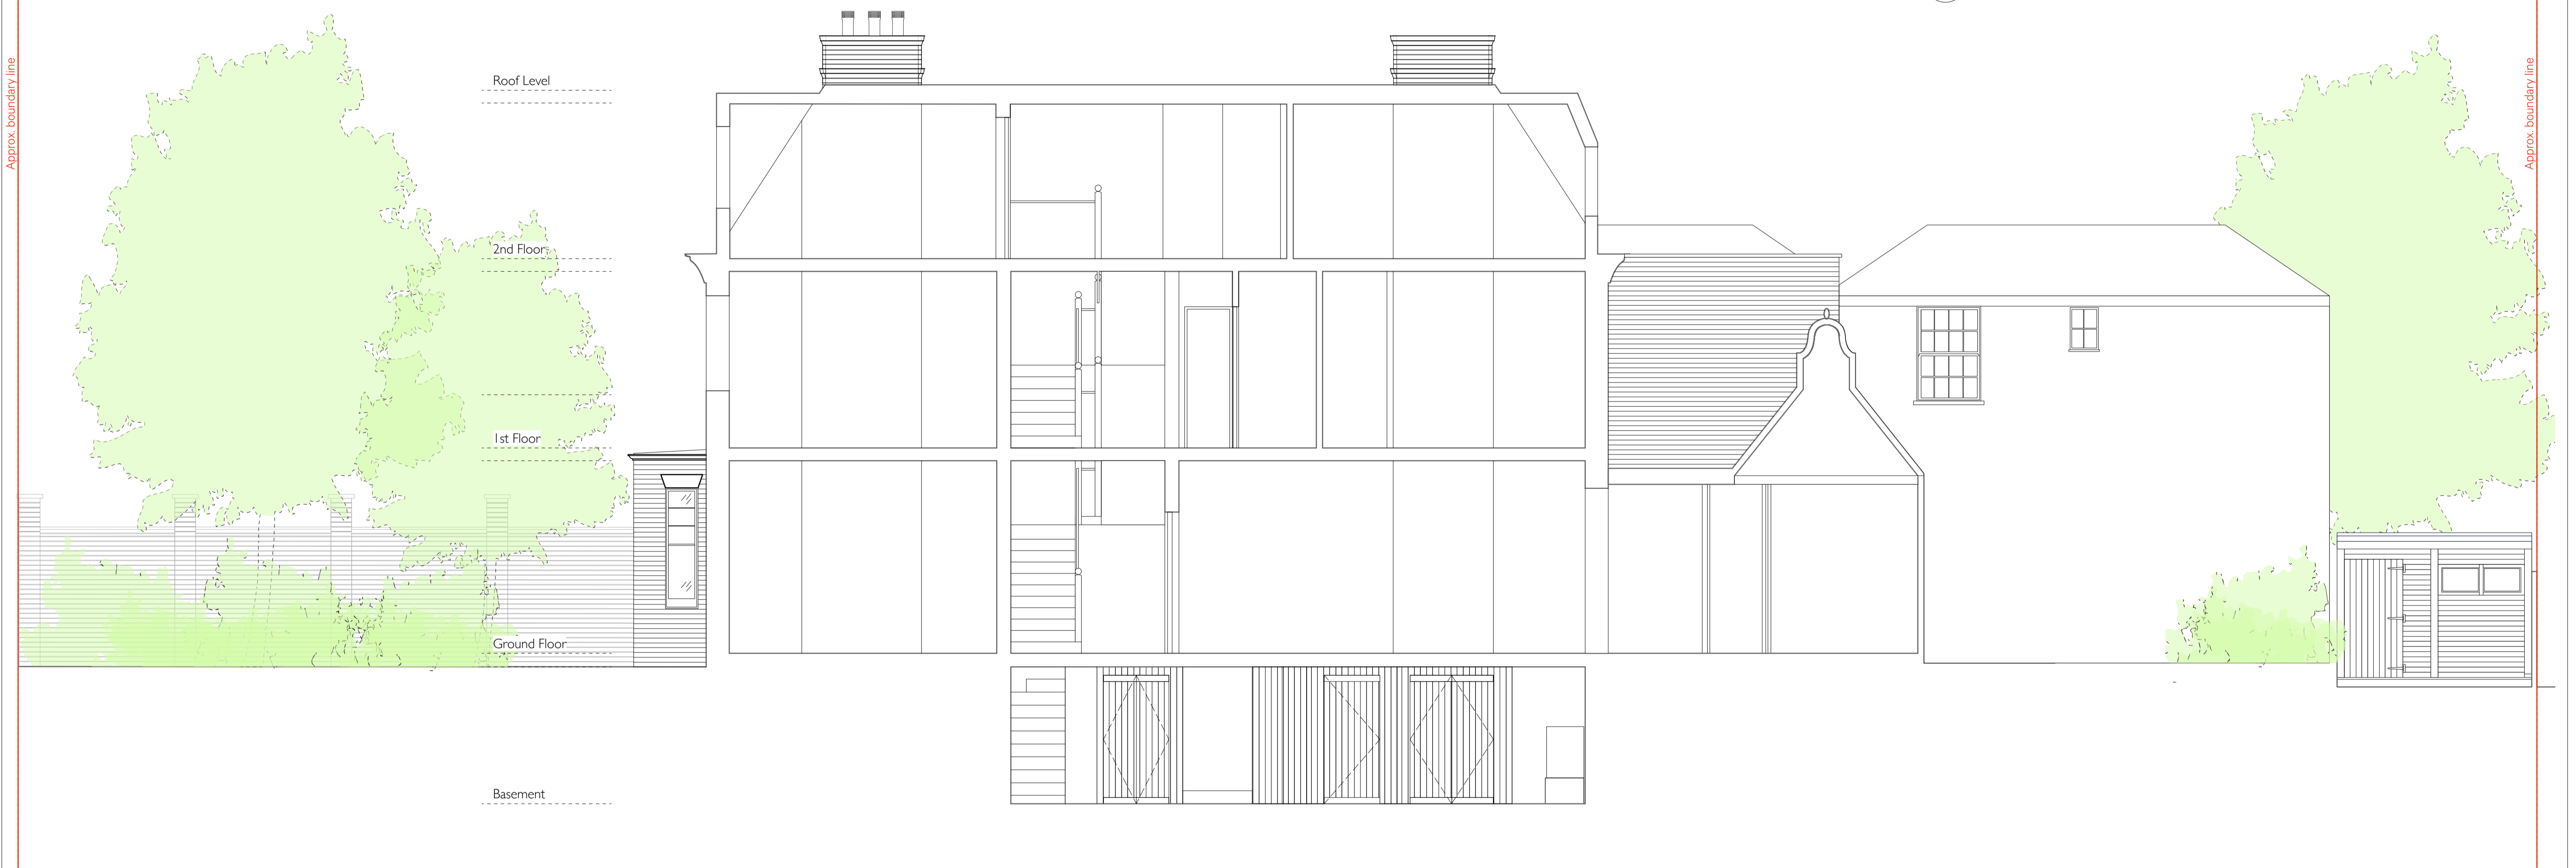 Approx. boundary line
Roof Level
Approx. boundary line
2nd Floor
1st Floor
Ground Floor
Basement